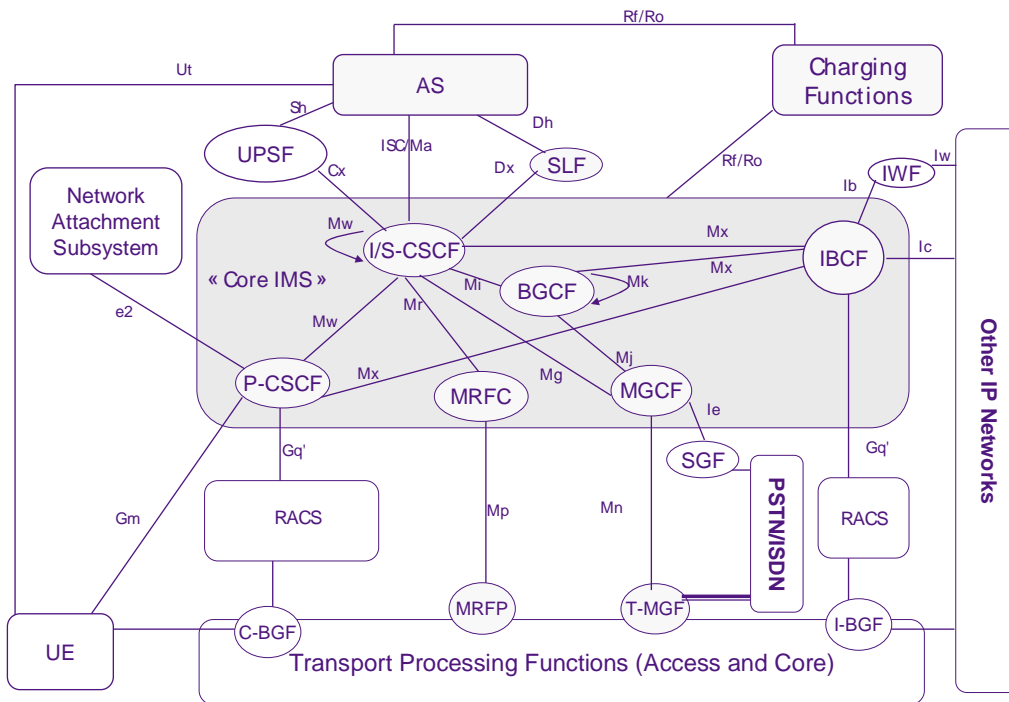 Rf/Ro
Ut
AS
Charging
Functions
Sh
Dh
ISC/Ma
UPSF
SLF
Cx
Dx
Rf/Ro
Iw
IWF
Ib
Network
Attachment
Subsystem
Mw
I/S-CSCF
Mx
IBCF
Ic
Mx
« Core IMS »
Mi
BGCF
Mk
Mr
e2
Mw
Mj
P-CSCF
Mx
MRFC
Mg
MGCF
Ie
Other IP Networks
Gq'
SGF
Gq'
PSTN/ISDN
Gm
RACS
Mp
Mn
RACS
C-BGF
MRFP
T-MGF
I-BGF
UE
Transport Processing Functions (Access and Core)